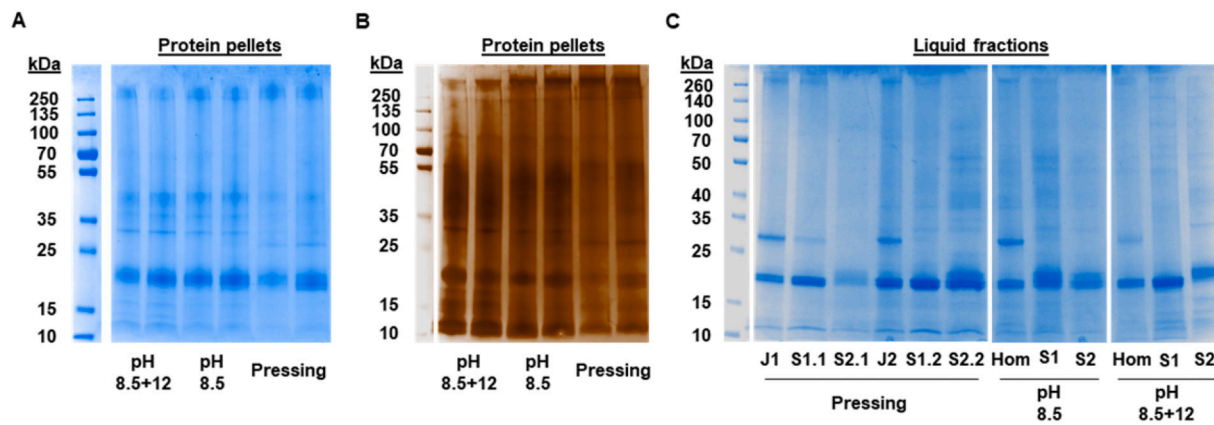 A
Protein pellets
kDa
250
135
100
70
55
35
25
15
10
pH
8.5+12
pH
8.5
Pressing
B
Protein pellets
kDa
250
135
100
70
55
35
25
15
10
pH
8.5+12
pH
8.5
Pressing
C
Liquid fractions
kDa
260
140
100
70
50
40
35
25
15
10
J1 S1.1 S2.1 J2 S1.2 S2.2 Hom S1 S2 Hom S1 S2
Pressing
pH
8.5
pH
8.5+12